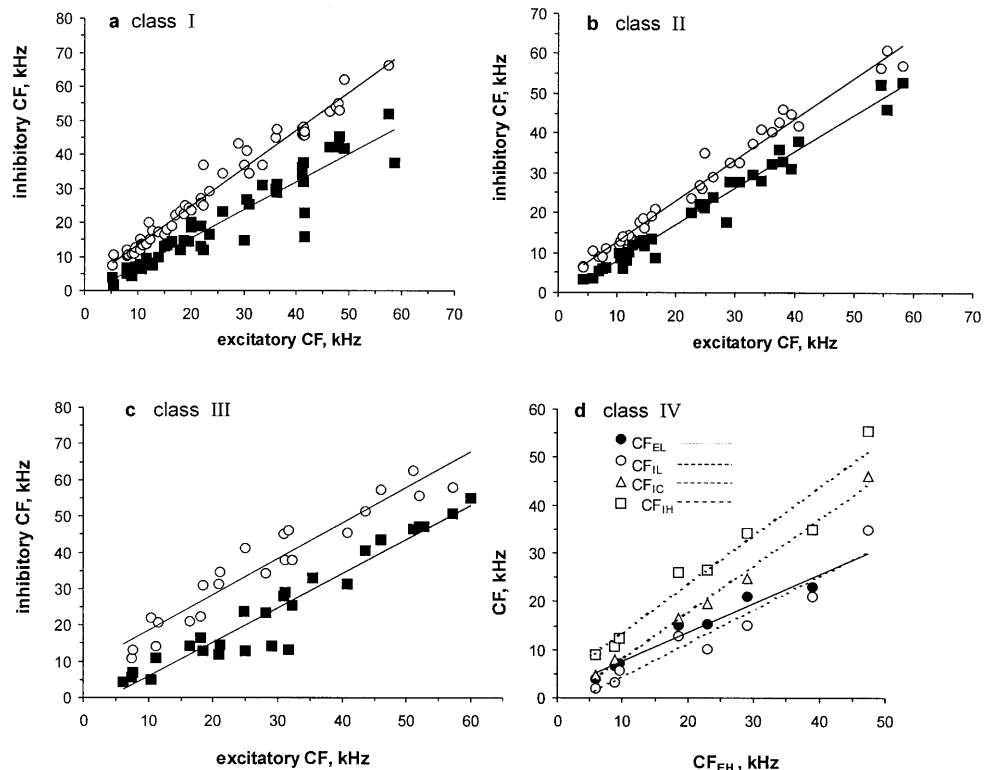 a class I
inhibitory CF, kHz
80
70
60
50
40
30
20
10
0
0 10 20 30 40 50 60 70
excitatory CF, kHz
b class II
inhibitory CF, kHz
80
70
60
50
40
30
20
10
0
0 10 20 30 40 50 60 70
excitatory CF, kHz
c class III
inhibitory CF, kHz
80
70
60
50
40
30
20
10
0
0 10 20 30 40 50 60
excitatory CF, kHz
d class IV
CF, kHz
60
50
40
30
20
10
0
CFEL
CFIL
CFIC
CFIH
0 10 20 30 40 50
CFEH, kHz